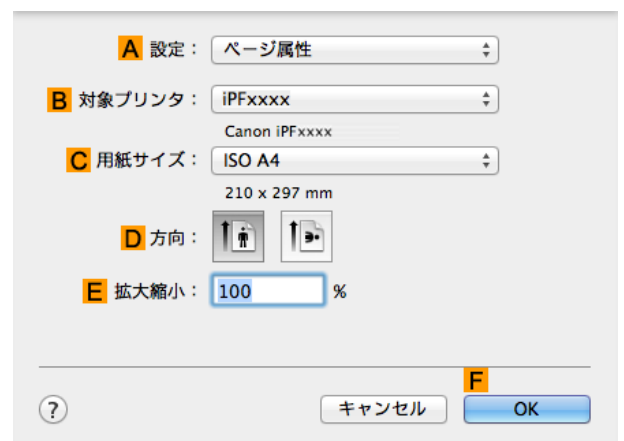 A 設定： ページ属性
B 対象プリンタ： iPFxxxx
Canon iPFxxxx
C 用紙サイズ： ISO A4
210 x 297 mm
D 方向：
E 拡大縮小： 100 %
F
? キャンセル OK